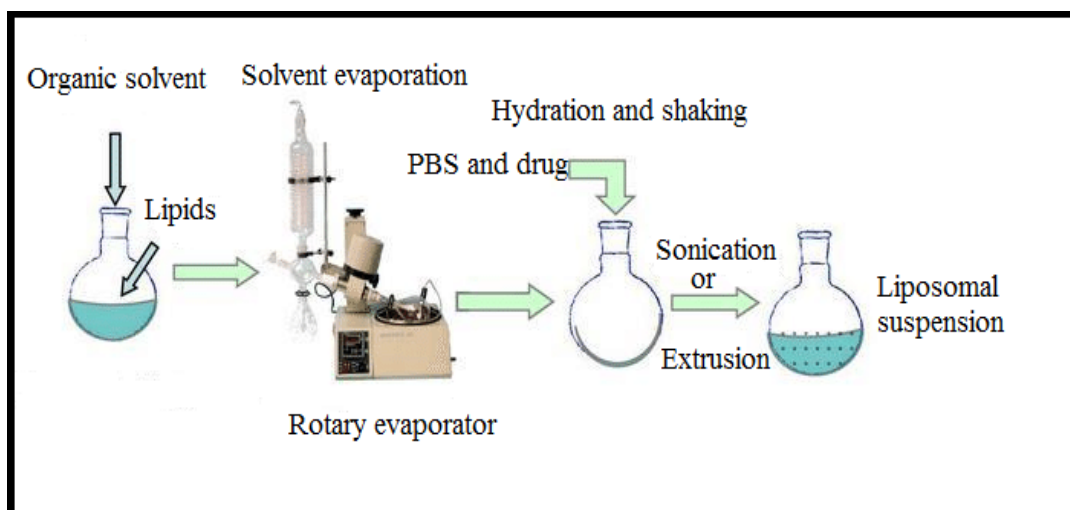 Organic solvent
Solvent evaporation
Hydration and shaking
PBS and drug
Lipids
Sonication
or
Extrusion
Liposomal
suspension
Rotary evaporator